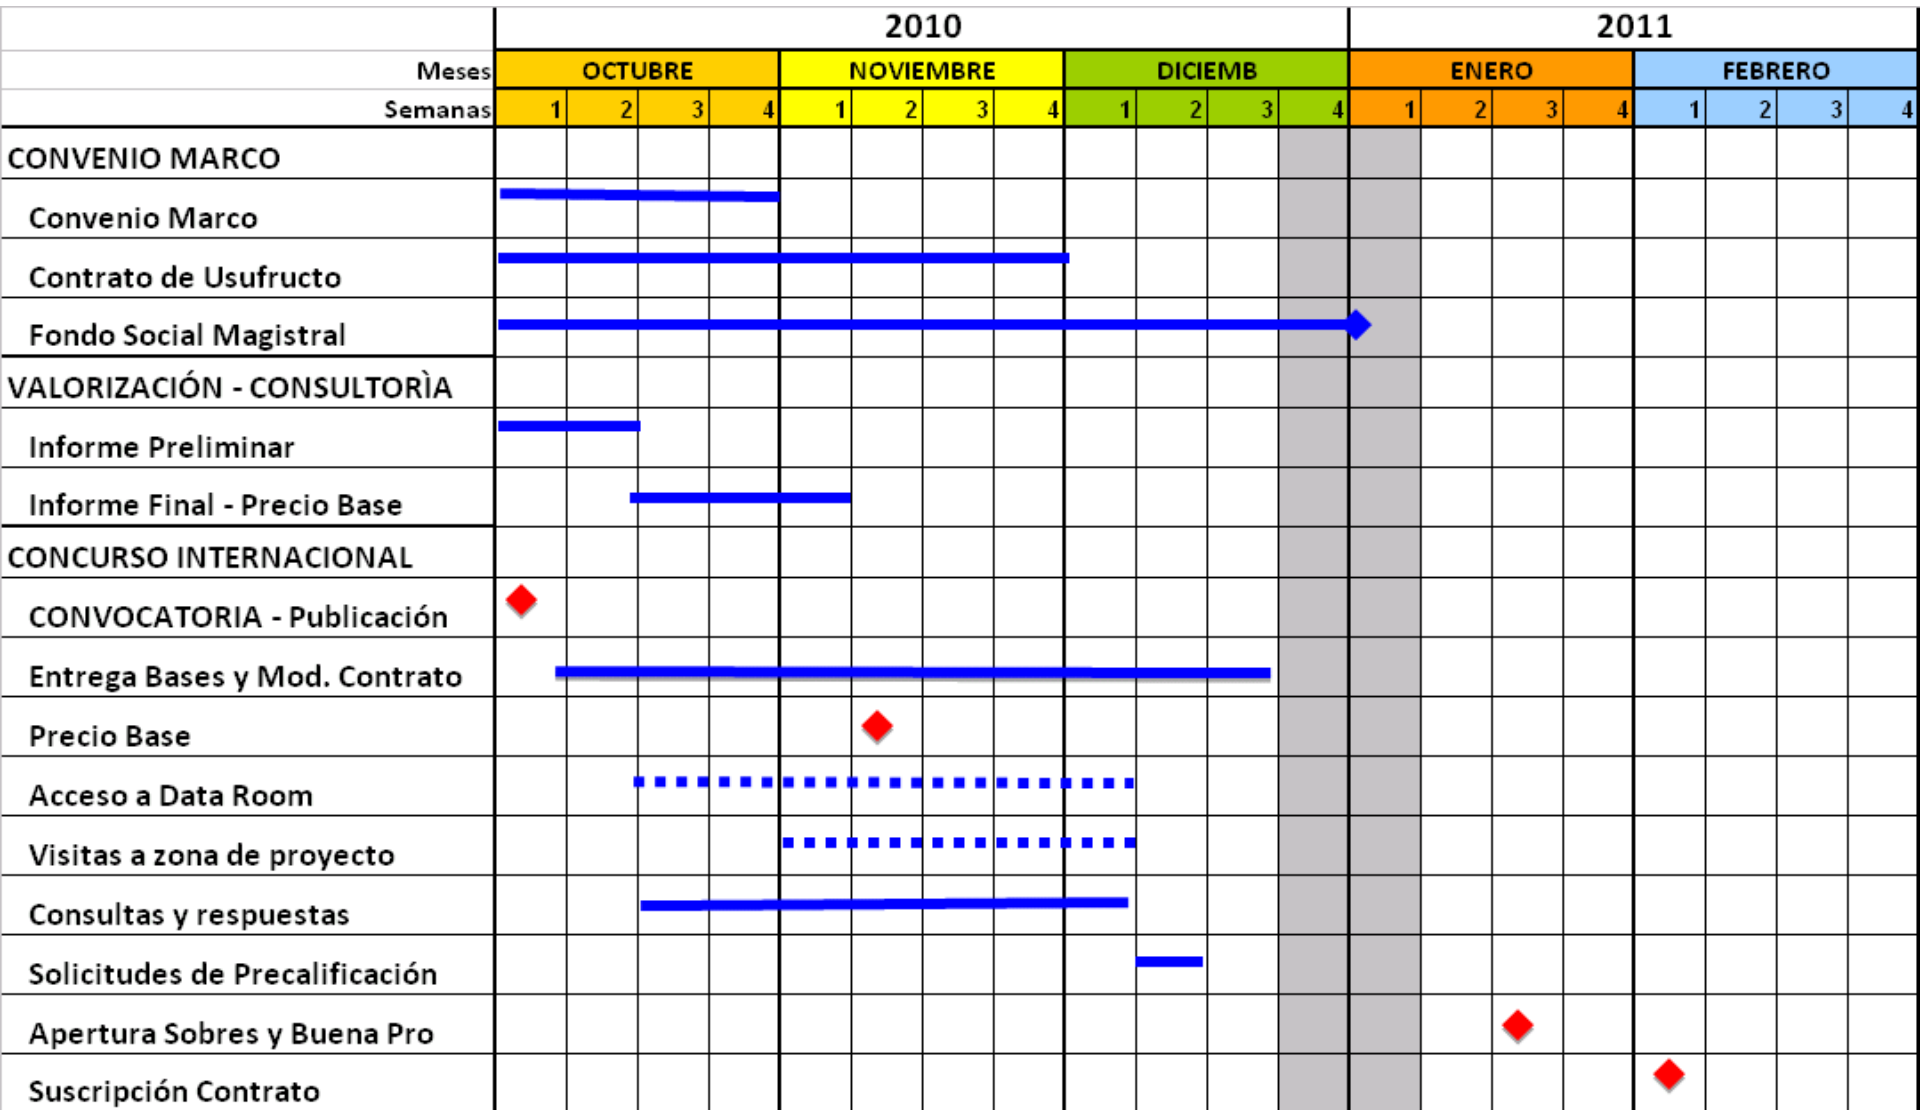 2010 2011
Meses OCTUBRE NOVIEMBRE DICIEMB ENERO FEBRERO
Semanas 1 2 3 4 1 2 3 4 1 2 3 4 1 2 3 4 1 2 3 4
CONVENIO MARCO
Convenio Marco
Contrato de Usufructo
Fondo Social Magistral
VALORIZACIÓN - CONSULTORÌA
Informe Preliminar
Informe Final - Precio Base
CONCURSO INTERNACIONAL
CONVOCATORIA - Publicación
Entrega Bases y Mod. Contrato
Precio Base
Acceso a Data Room
Visitas a zona de proyecto
Consultas y respuestas
Solicitudes de Precalificación
Apertura Sobres y Buena Pro
Suscripción Contrato